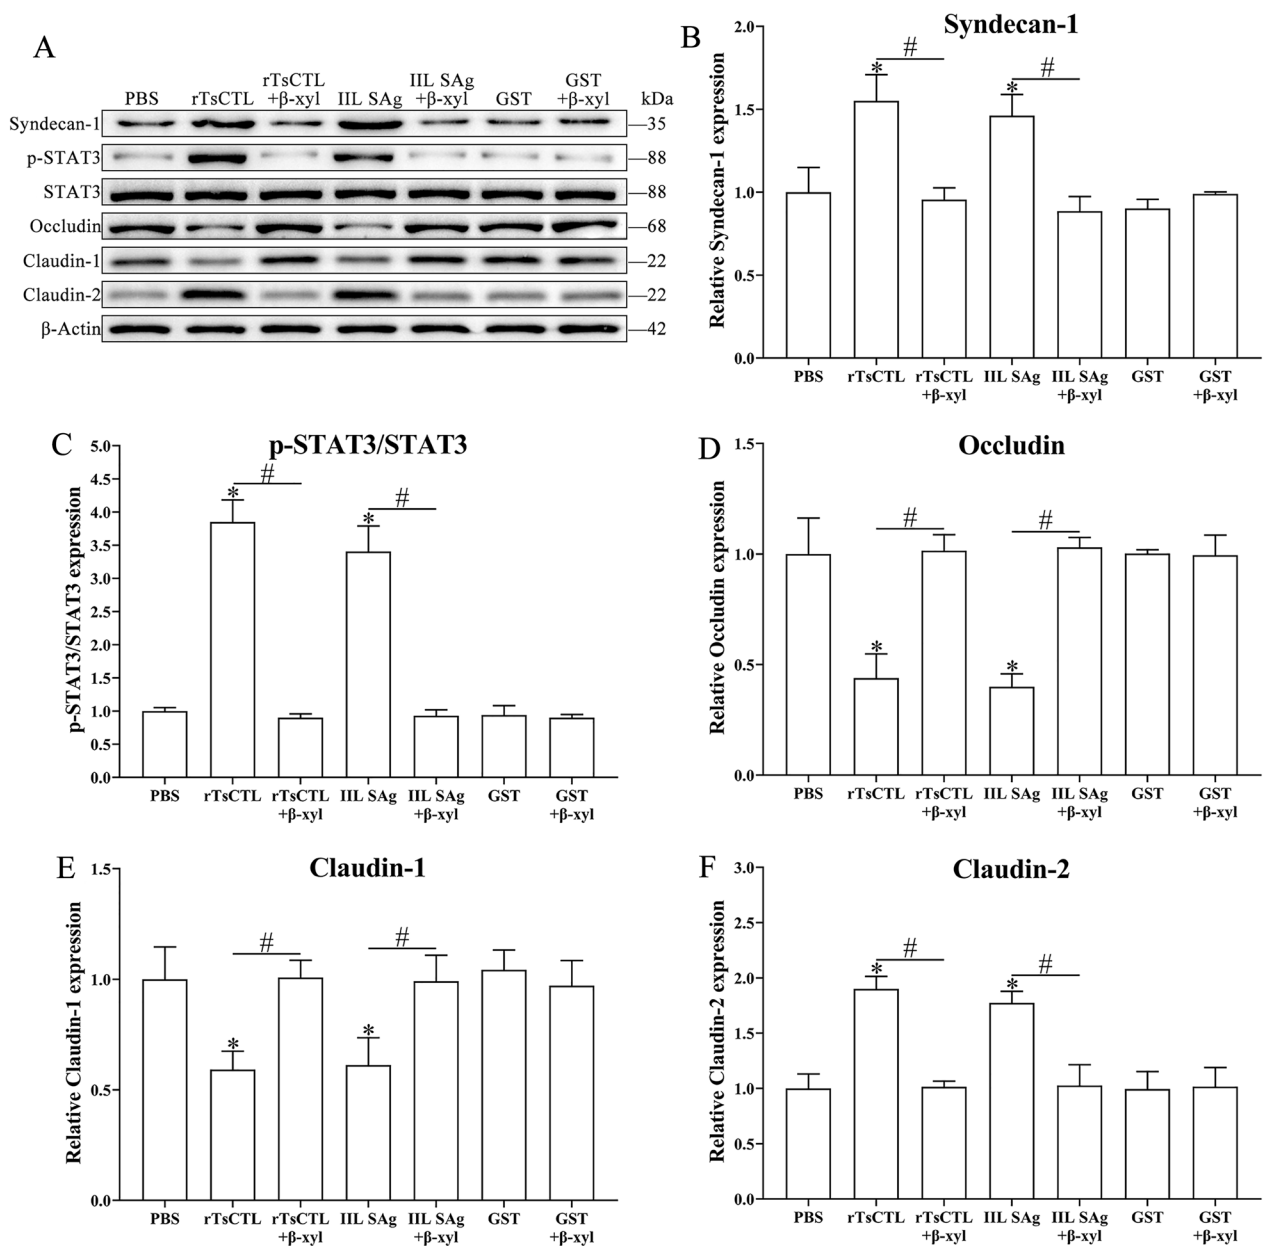 A
PBS
rTsCTL
rTsCTL
+β-xyl
IIL SAg
IIL SAg
+β-xyl
GST
GST
+β-xyl
kDa
Syndecan-1
35
p-STAT3
88
STAT3
88
Occludin
68
Claudin-1
22
Claudin-2
22
β-Actin
42
B
Syndecan-1
Relative Syndecan-1 expression
2.0
1.5
1.0
0.5
0.0
*
#
*
#
PBS
rTsCTL
rTsCTL
+β-xyl
IIL SAg
IIL SAg
+β-xyl
GST
GST
+β-xyl
C
p-STAT3/STAT3
p-STAT3/STAT3 expression
5.0
4.5
4.0
3.5
3.0
2.5
2.0
1.5
1.0
0.5
0.0
*
#
*
#
PBS
rTsCTL
rTsCTL
+β-xyl
IIL SAg
IIL SAg
+β-xyl
GST
GST
+β-xyl
D
Occludin
Relative Occludin expression
1.5
1.0
0.5
0.0
*
#
*
#
PBS
rTsCTL
rTsCTL
+β-xyl
IIL SAg
IIL SAg
+β-xyl
GST
GST
+β-xyl
E
Claudin-1
Relative Claudin-1 expression
1.5
1.0
0.5
0.0
*
#
*
#
PBS
rTsCTL
rTsCTL
+β-xyl
IIL SAg
IIL SAg
+β-xyl
GST
GST
+β-xyl
F
Claudin-2
Relative Claudin-2 expression
3.0
2.5
2.0
1.5
1.0
0.5
0.0
*
#
*
#
PBS
rTsCTL
rTsCTL
+β-xyl
IIL SAg
IIL SAg
+β-xyl
GST
GST
+β-xyl